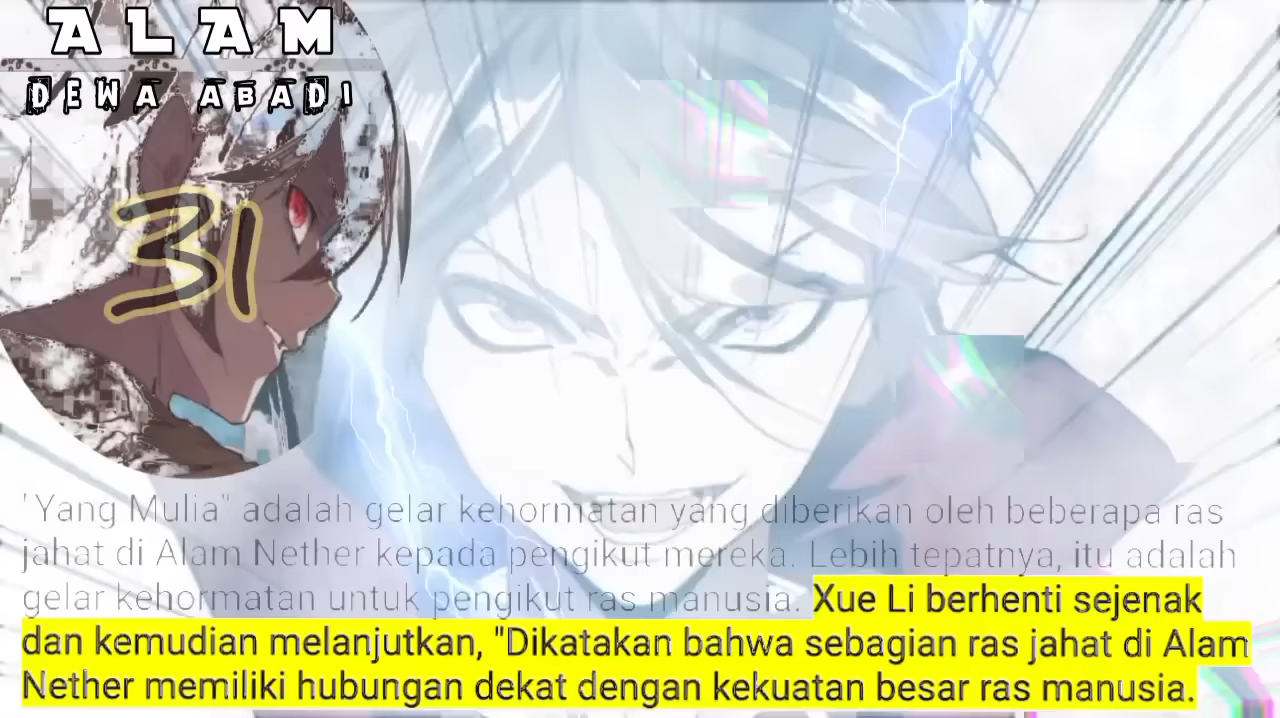 ALAM
DEWA ABADI
31
'Yang Mulia" adalah gelar kehormatan yang diberikan oleh beberapa ras
jahat di Alam Nether kepada pengikut mereka. Lebih tepatnya, itu adalah
gelar kehormatan untuk pengikut ras manusia. Xue Li berhenti sejenak
dan kemudian melanjutkan, "Dikatakan bahwa sebagian ras jahat di Alam
Nether memiliki hubungan dekat dengan kekuatan besar ras manusia.